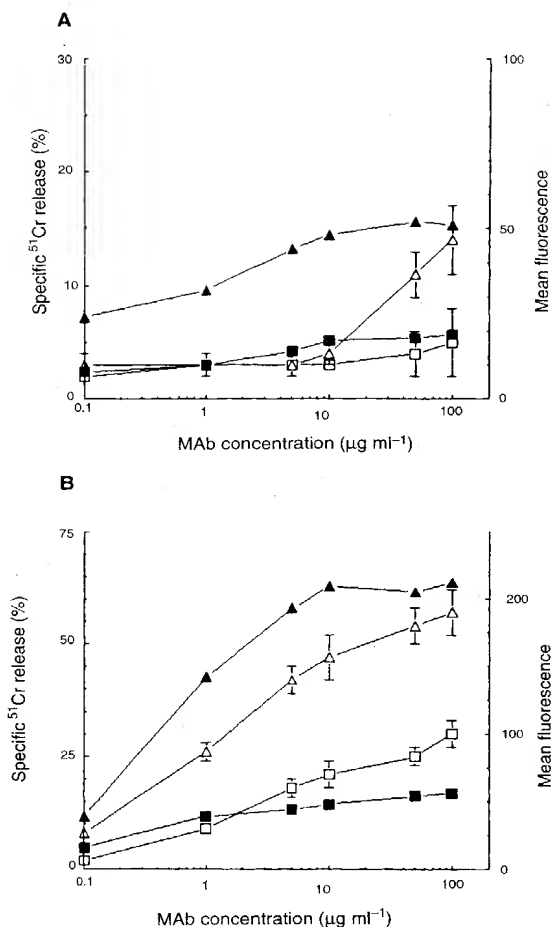 A
30
20
10
0
100
50
0
0.1
1
10
100
Specific ⁵¹Cr release (%)
Mean fluorescence
MAb concentration (µg ml⁻¹)
B
75
50
25
0
200
100
0
0.1
1
10
100
Specific ⁵¹Cr release (%)
Mean fluorescence
MAb concentration (µg ml⁻¹)